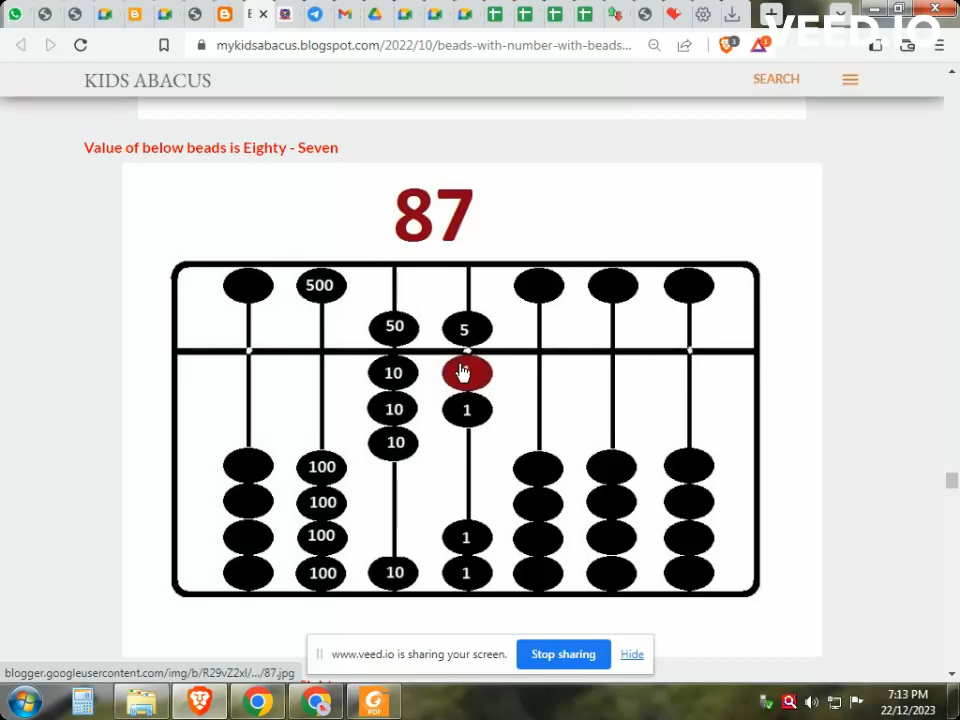 VEED.IO
mykidsabacus.blogspot.com/2022/10/beads-with-number-with-beads...
KIDS ABACUS
SEARCH
Value of below beads is Eighty - Seven
87
500
50 5
10
10 1
10
100
100
100 1
100 10 1
www.veed.io is sharing your screen. Stop sharing Hide
blogger.googleusercontent.com/img/b/R29vZ2xl/.../87.jpg
7:13 PM
22/12/2023